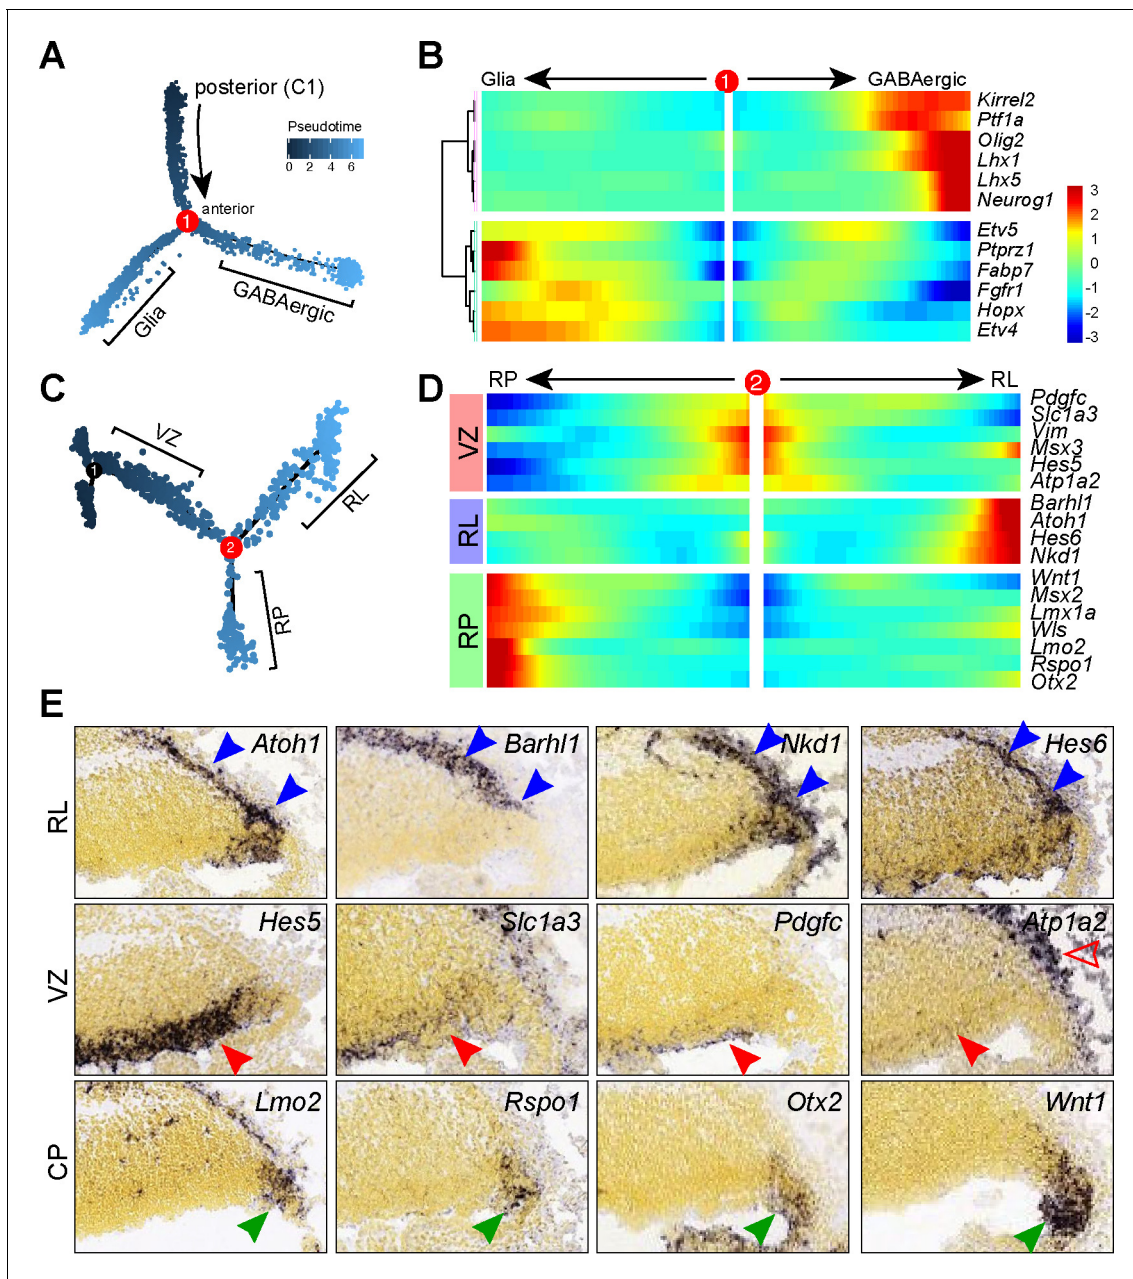 A
posterior (C1)
Pseudotime
0 2 4 6
1
anterior
GABAergic
Glia
B
Glia
1
GABAergic
Kirrel2
Ptf1a
Olig2
Lhx1
Lhx5
Neurog1
Etv5
Ptprz1
Fabp7
Fgfr1
Hopx
Etv4
3
2
1
0
-1
-2
-3
C
VZ
1
RL
2
RP
D
RP
2
RL
VZ
Pdgfc
Slc1a3
Vim
Msx3
Hes5
Atp1a2
RL
Barhl1
Atoh1
Hes6
Nkd1
RP
Wnt1
Msx2
Lmx1a
Wls
Lmo2
Rspo1
Otx2
E
RL
Atoh1
Barhl1
Nkd1
Hes6
VZ
Hes5
Slc1a3
Pdgfc
Atp1a2
CP
Lmo2
Rspo1
Otx2
Wnt1